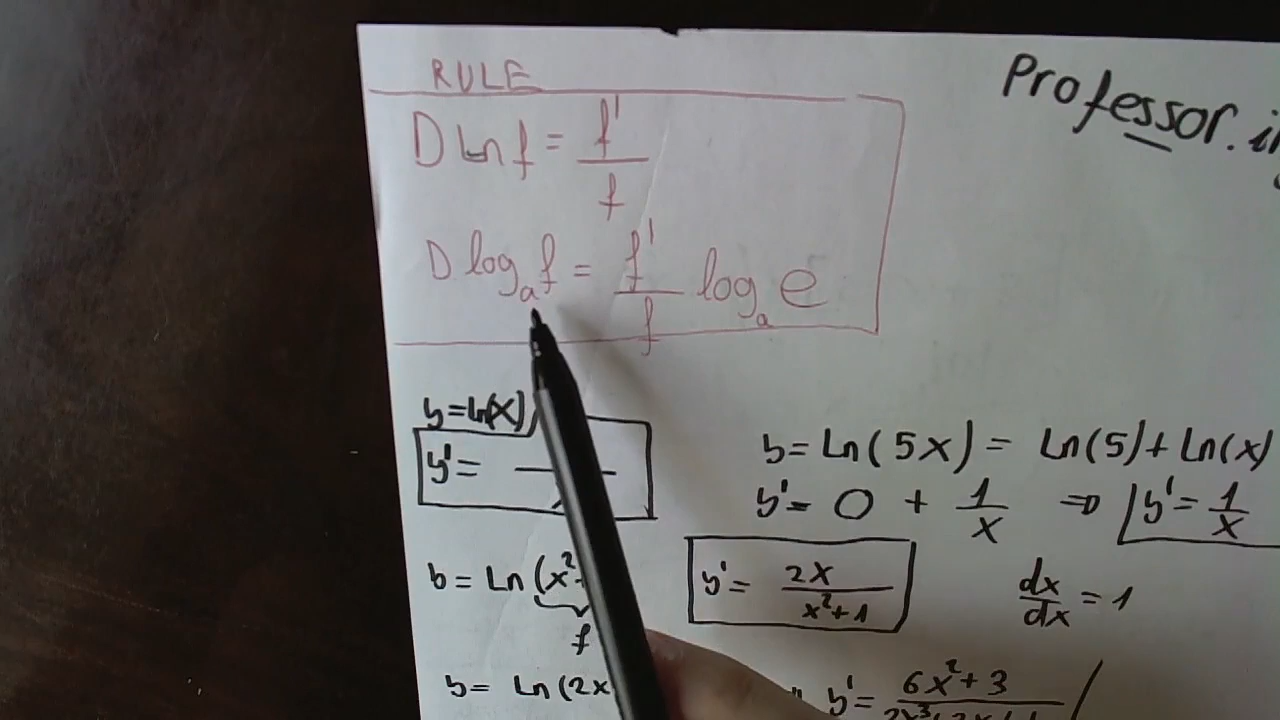 RULE
Professor.
D ln f = f'/f
D log_a f = f'/f log_a e
y=ln(x)
y'=
y=Ln(5x)= Ln(5)+Ln(x)
y'= 0 + 1/x ⇒ y'= 1/x
y= Ln(x²
f
y'= 2x/x²+1
dx/dx =1
y= Ln(2x
y'= 6x²+3